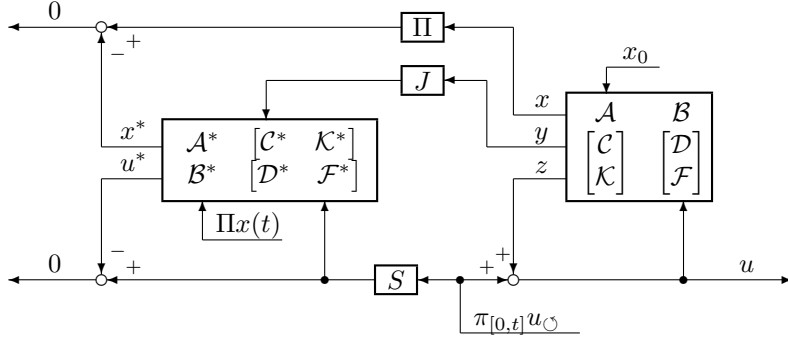 0
− +
Π
x₀
J
x
y
z
𝒜 ℬ
[𝒞 𝒦] [𝒟 ℱ]
x*
u*
𝒜* [𝒞* 𝒦*]
ℬ* [𝒟* ℱ*]
Πx(t)
0
− +
S
+ +
u
π[0,t]u↺